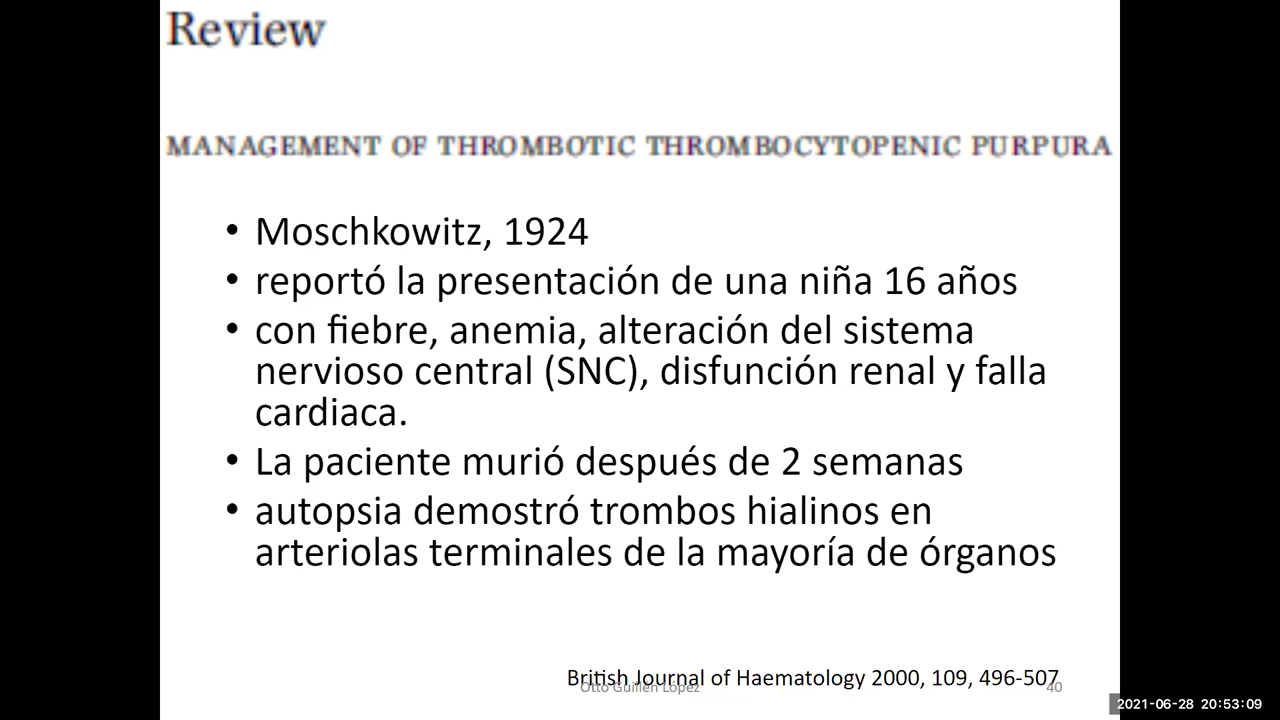 Review
MANAGEMENT OF THROMBOTIC THROMBOCYTOPENIC PURPURA
• Moschkowitz, 1924
• reportó la presentación de una niña 16 años
• con fiebre, anemia, alteración del sistema
nervioso central (SNC), disfunción renal y falla
cardiaca.
• La paciente murió después de 2 semanas
• autopsia demostró trombos hialinos en
arteriolas terminales de la mayoría de órganos
British Journal of Haematology 2000, 109, 496-507
Otto Guillen Lopez
40
2021-06-28 20:53:09